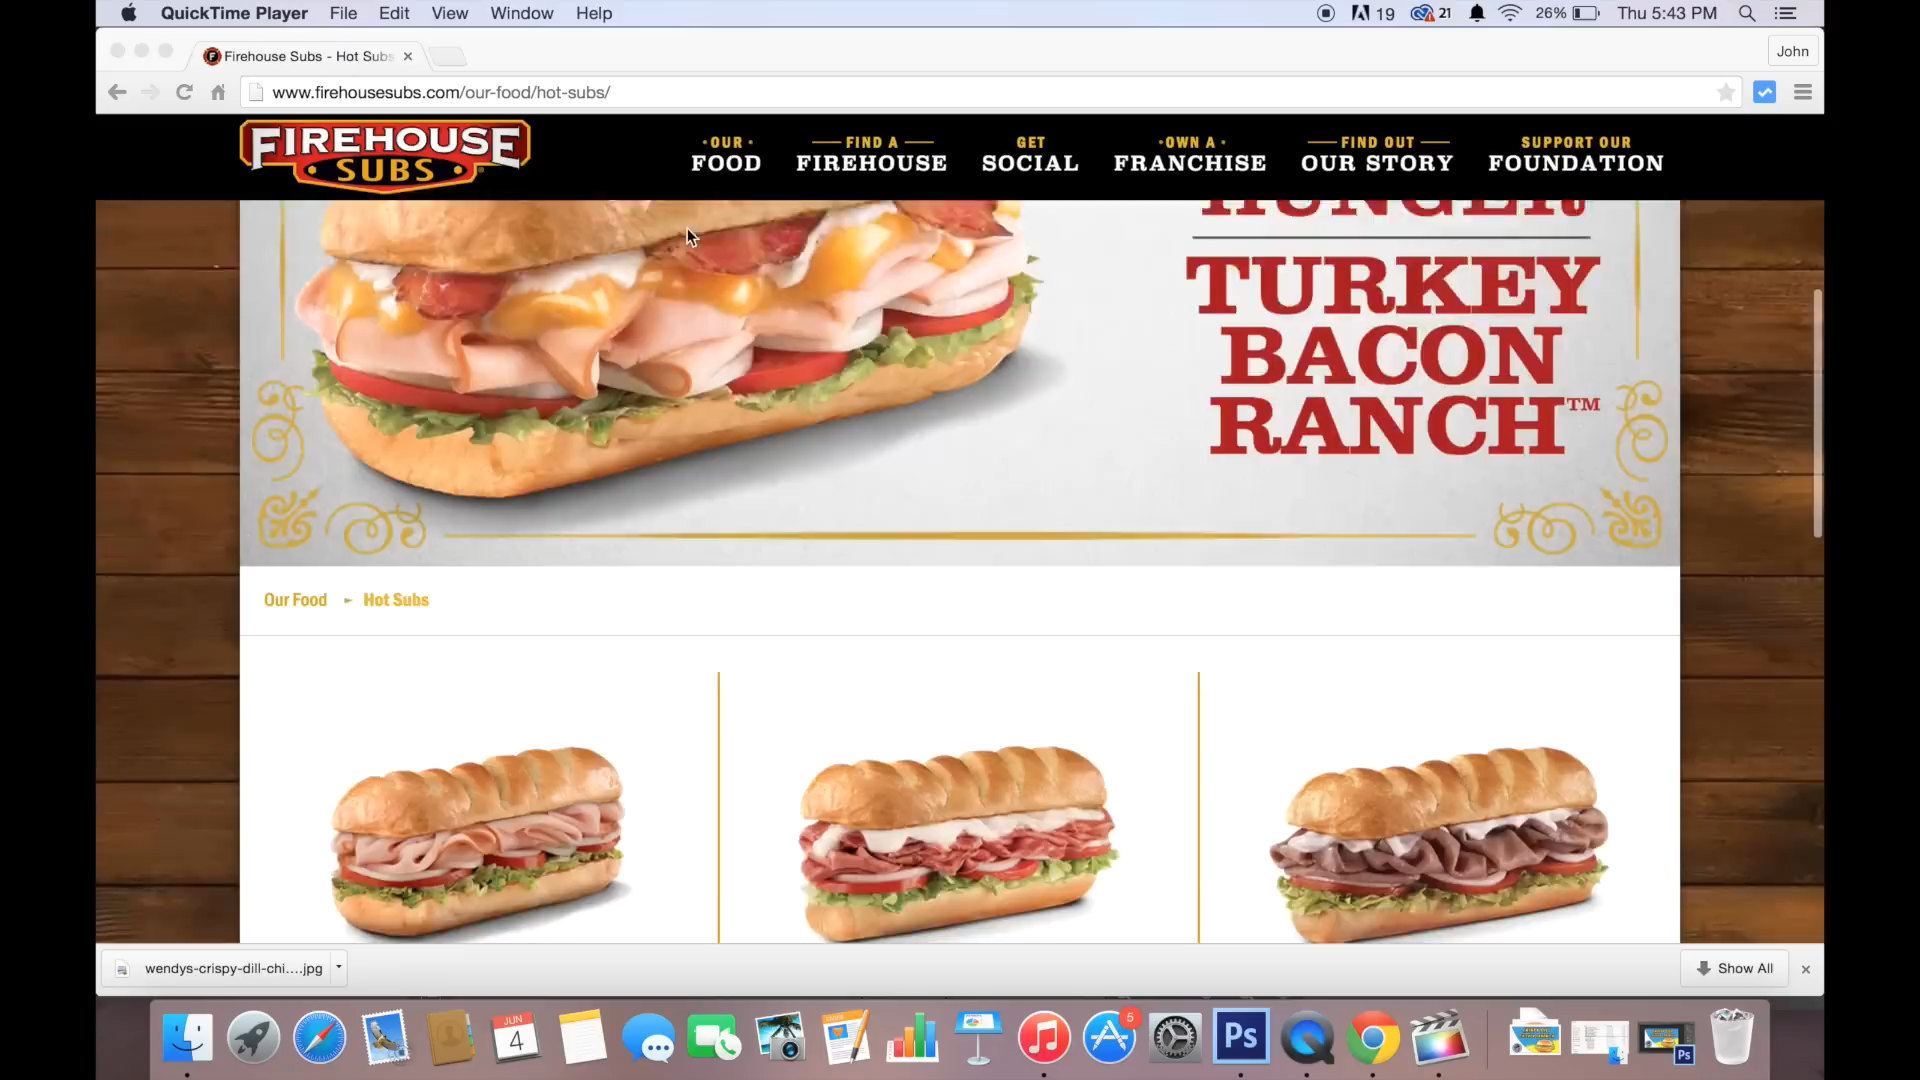 QuickTime Player File Edit View Window Help 19 21 26% Thu 5:43 PM
Firehouse Subs - Hot Subs
John
www.firehousesubs.com/our-food/hot-subs/
FIREHOUSE
SUBS
OUR
FOOD
FIND A
FIREHOUSE
GET
SOCIAL
OWN A
FRANCHISE
FIND OUT
OUR STORY
SUPPORT OUR
FOUNDATION
HUNGER
TURKEY
BACON
RANCH™
Our Food Hot Subs
wendys-crispy-dill-chi....jpg
Show All
JUN
4
5
Ps
Ps